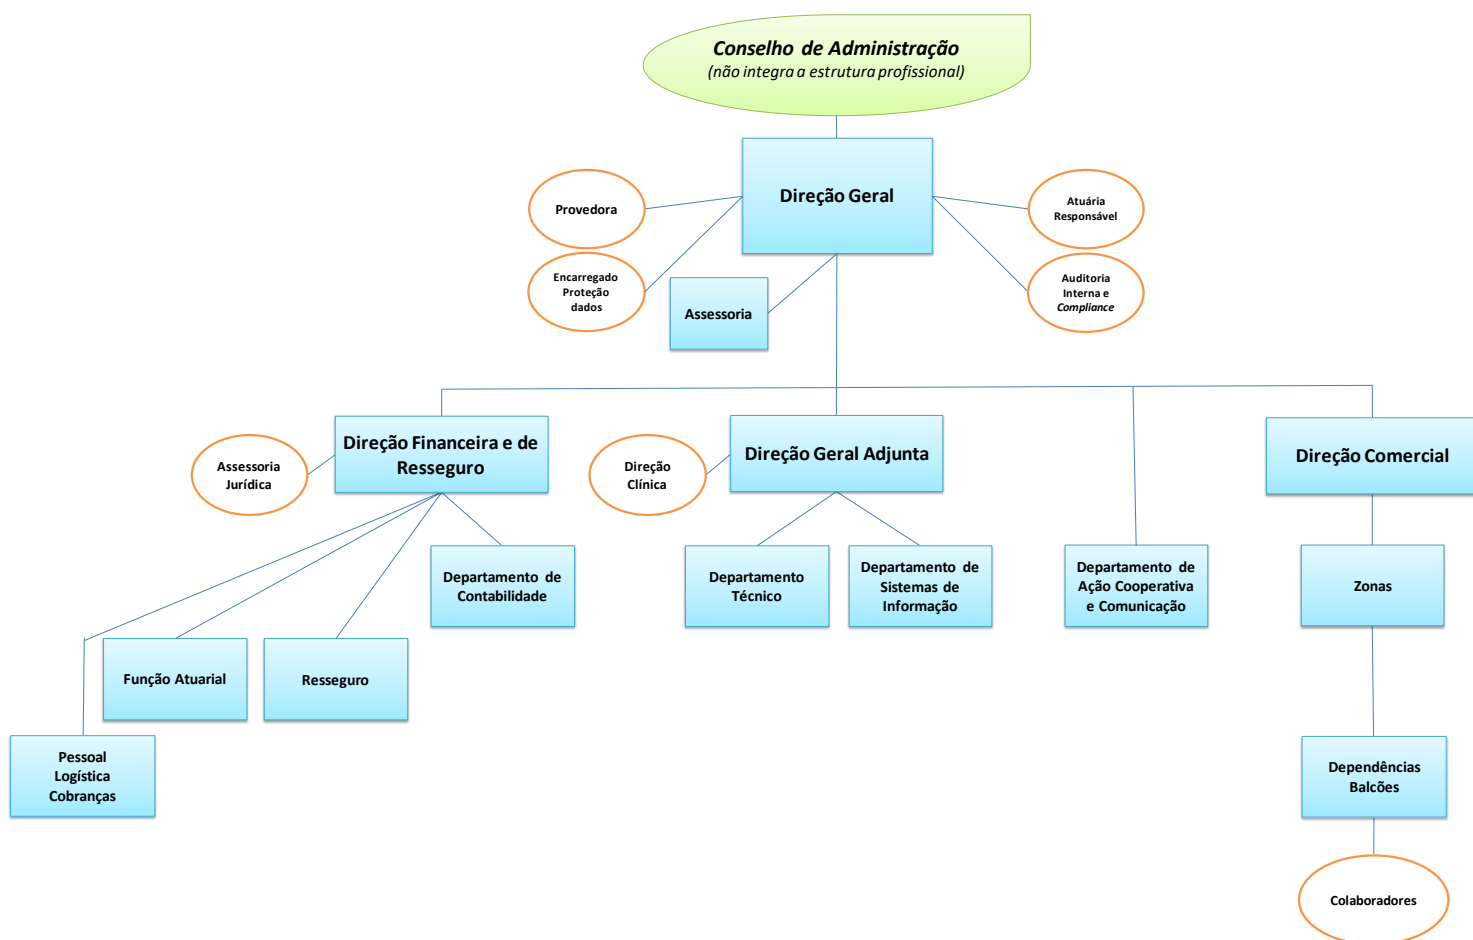 Conselho de Administração
(não integra a estrutura profissional)
Direção Geral
Provedora
Atuária
Responsável
Encarregado
Proteção
dados
Auditoria
Interna e
Compliance
Assessoria
Direção Financeira e de
Resseguro
Assessoria
Jurídica
Direção Geral Adjunta
Direção
Clínica
Direção Comercial
Departamento de
Contabilidade
Departamento
Técnico
Departamento de
Sistemas de
Informação
Departamento de
Ação Cooperativa
e Comunicação
Zonas
Função Atuarial
Resseguro
Pessoal
Logística
Cobranças
Dependências
Balcões
Colaboradores